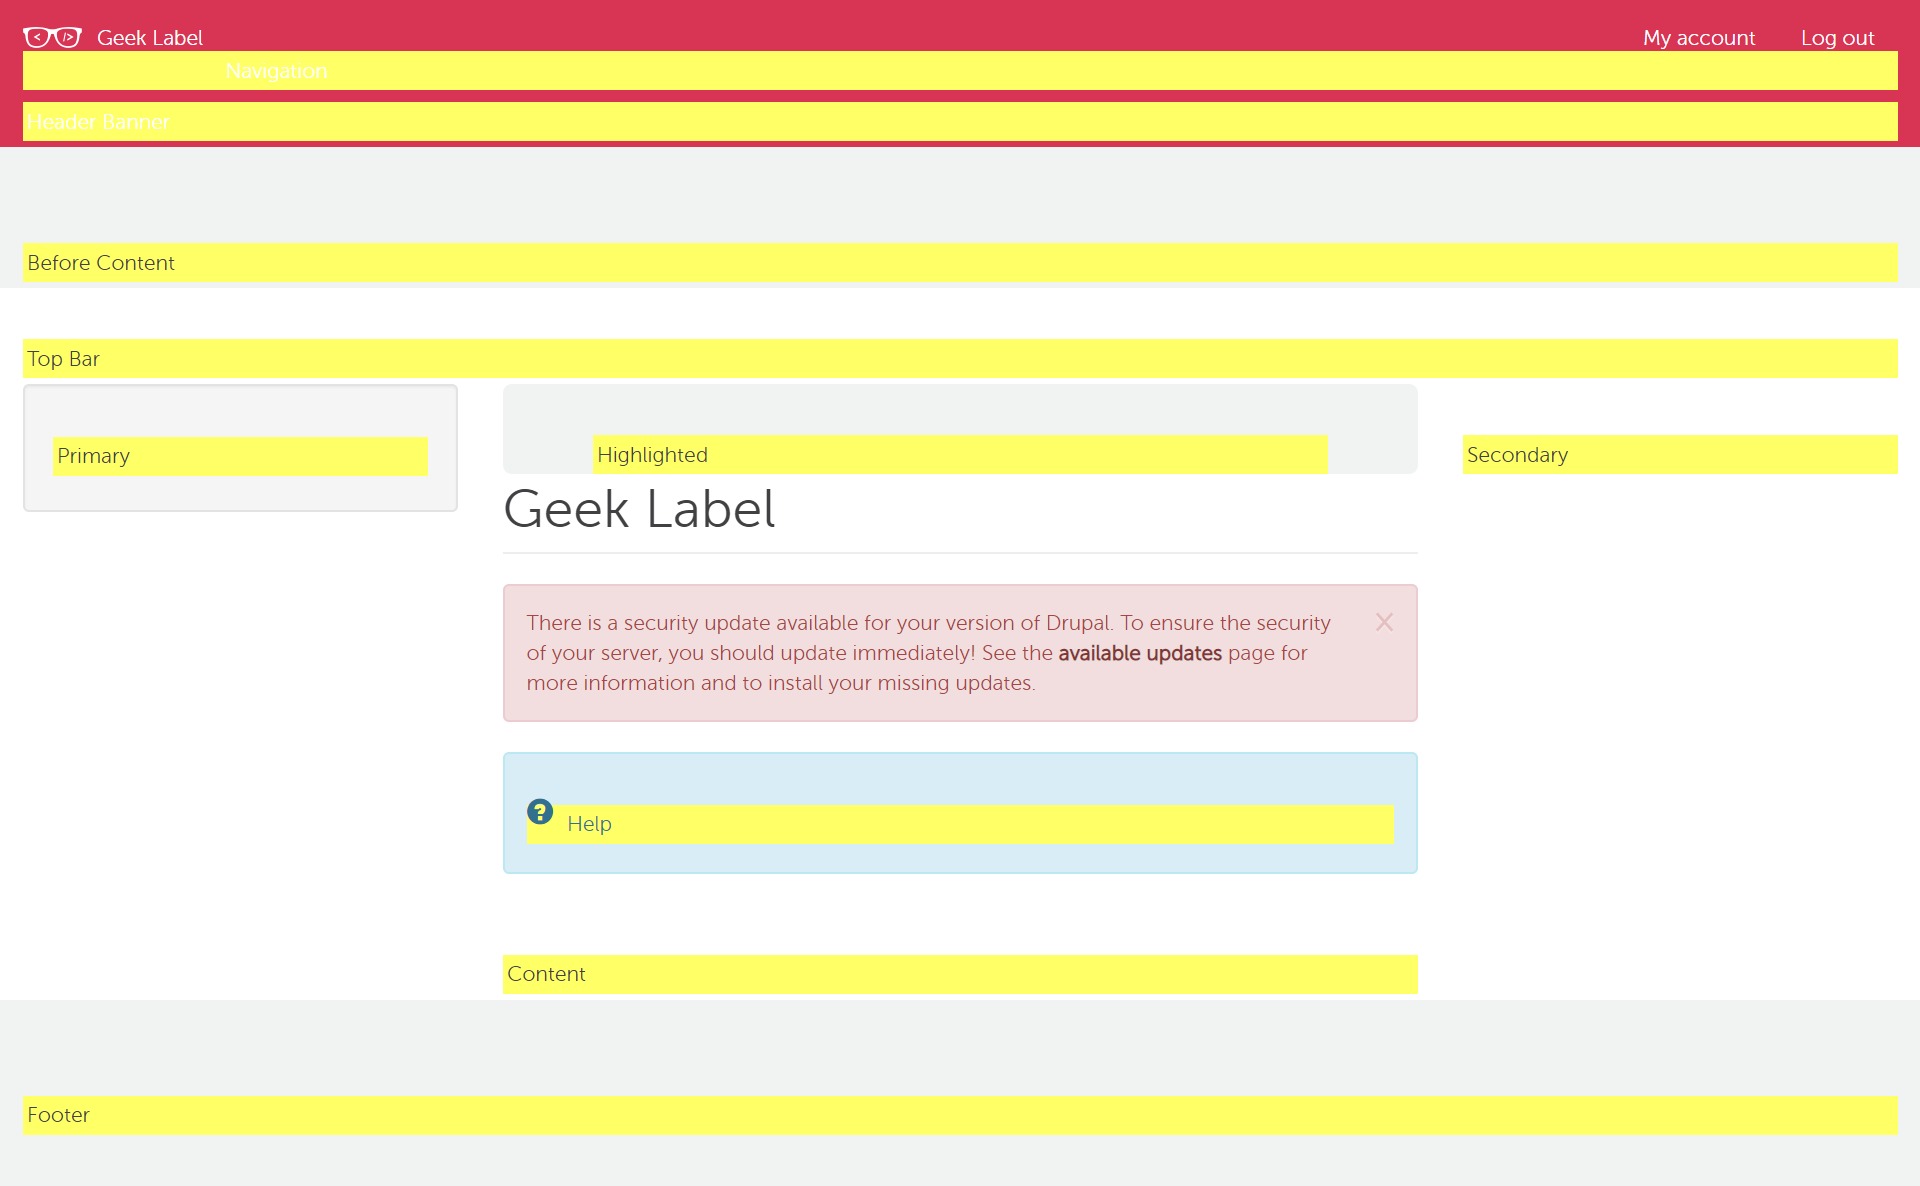 Geek Label
My account
Log out
Navigation
Header Banner
Before Content
Top Bar
Primary
Highlighted
Secondary
Geek Label
There is a security update available for your version of Drupal. To ensure the security
of your server, you should update immediately! See the available updates page for
more information and to install your missing updates.
Help
Content
Footer